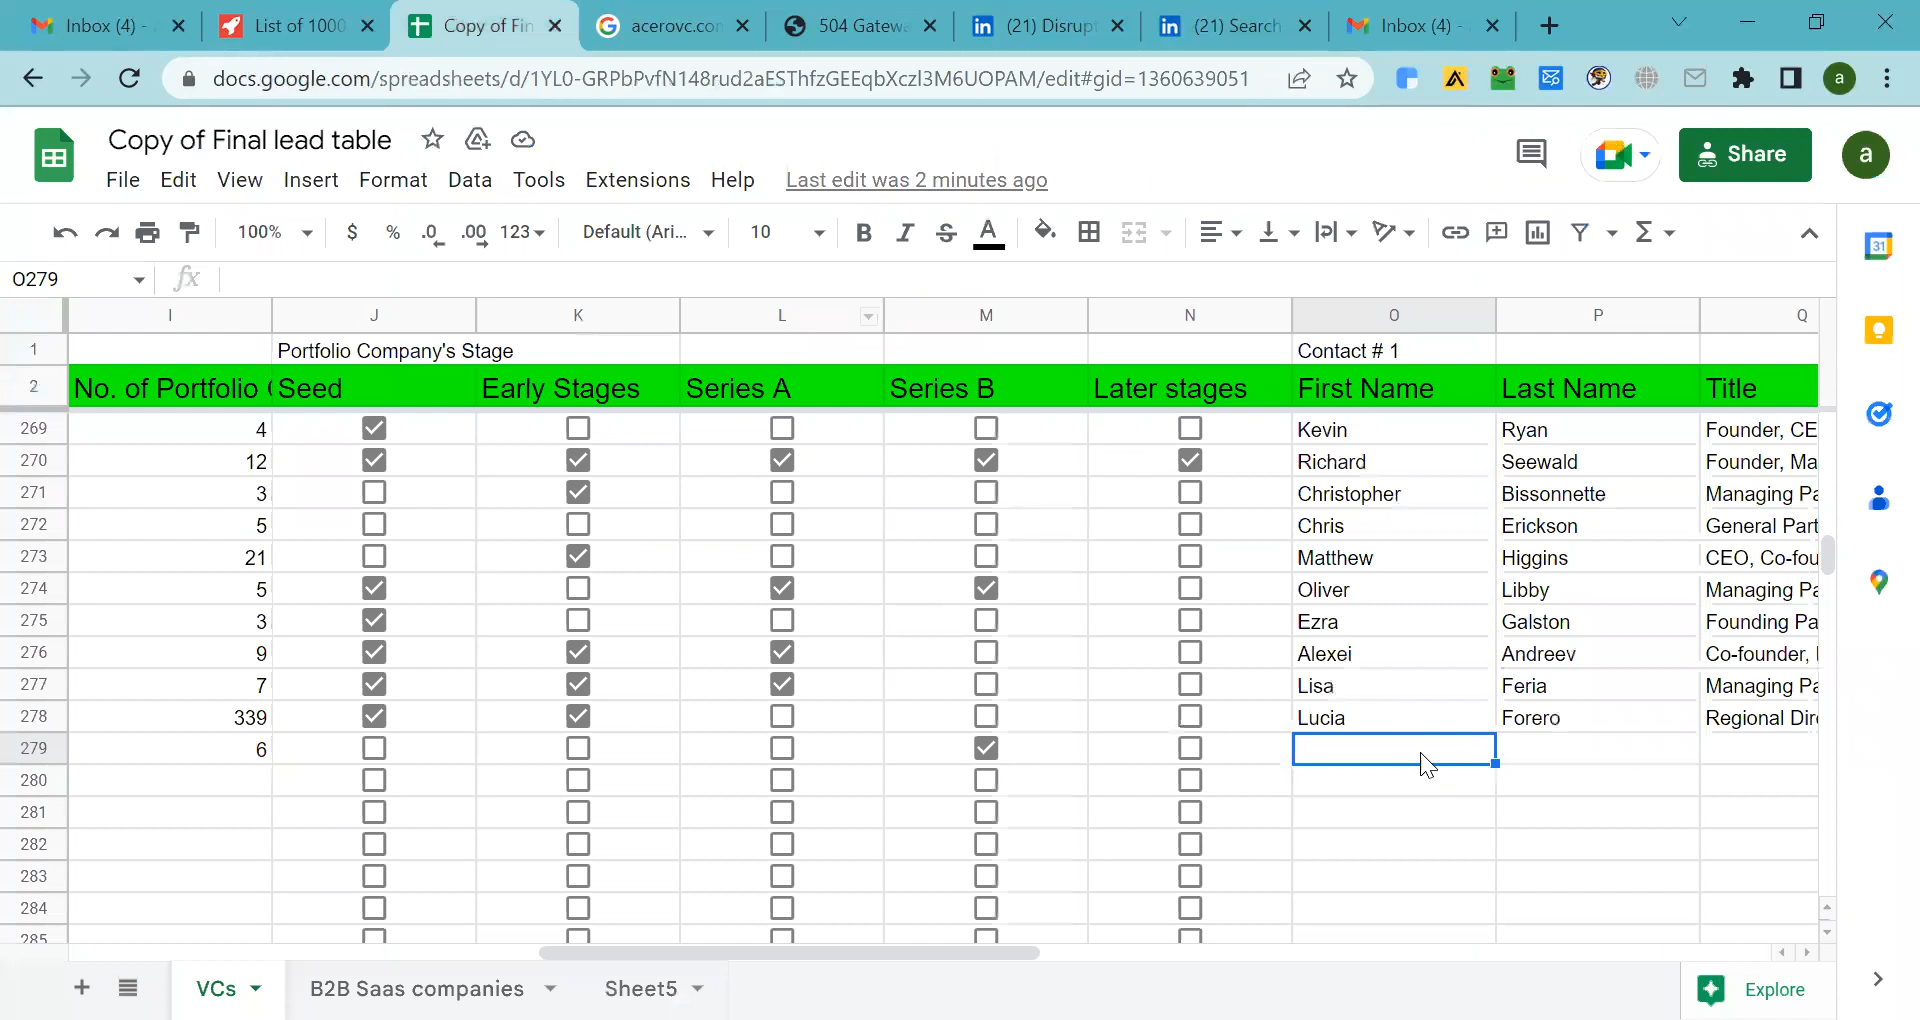 Inbox (4) -
List of 1000
Copy of Fin
acerovc.con
504 Gatewa
(21) Disrupt
(21) Search
Inbox (4) -
docs.google.com/spreadsheets/d/1YL0-GRPbPvfN148rud2aESThfzGEEqbXczl3M6UOPAM/edit#gid=1360639051
a
Copy of Final lead table
Share
a
File Edit View Insert Format Data Tools Extensions Help Last edit was 2 minutes ago
100% $ % .0 .00 123 Default (Ari... 10 B I S A
31
O279 fx
I J K L M N O P Q
1 Portfolio Company's Stage Contact # 1
2 No. of Portfolio Seed Early Stages Series A Series B Later stages First Name Last Name Title
269 4 Kevin Ryan Founder, CE
270 12 Richard Seewald Founder, Ma
271 3 Christopher Bissonnette Managing Pa
272 5 Chris Erickson General Part
273 21 Matthew Higgins CEO, Co-fou
274 5 Oliver Libby Managing Pa
275 3 Ezra Galston Founding Pa
276 9 Alexei Andreev Co-founder,
277 7 Lisa Feria Managing Pa
278 339 Lucia Forero Regional Dir
279 6
280
281
282
283
284
285
VCs B2B Saas companies Sheet5 Explore